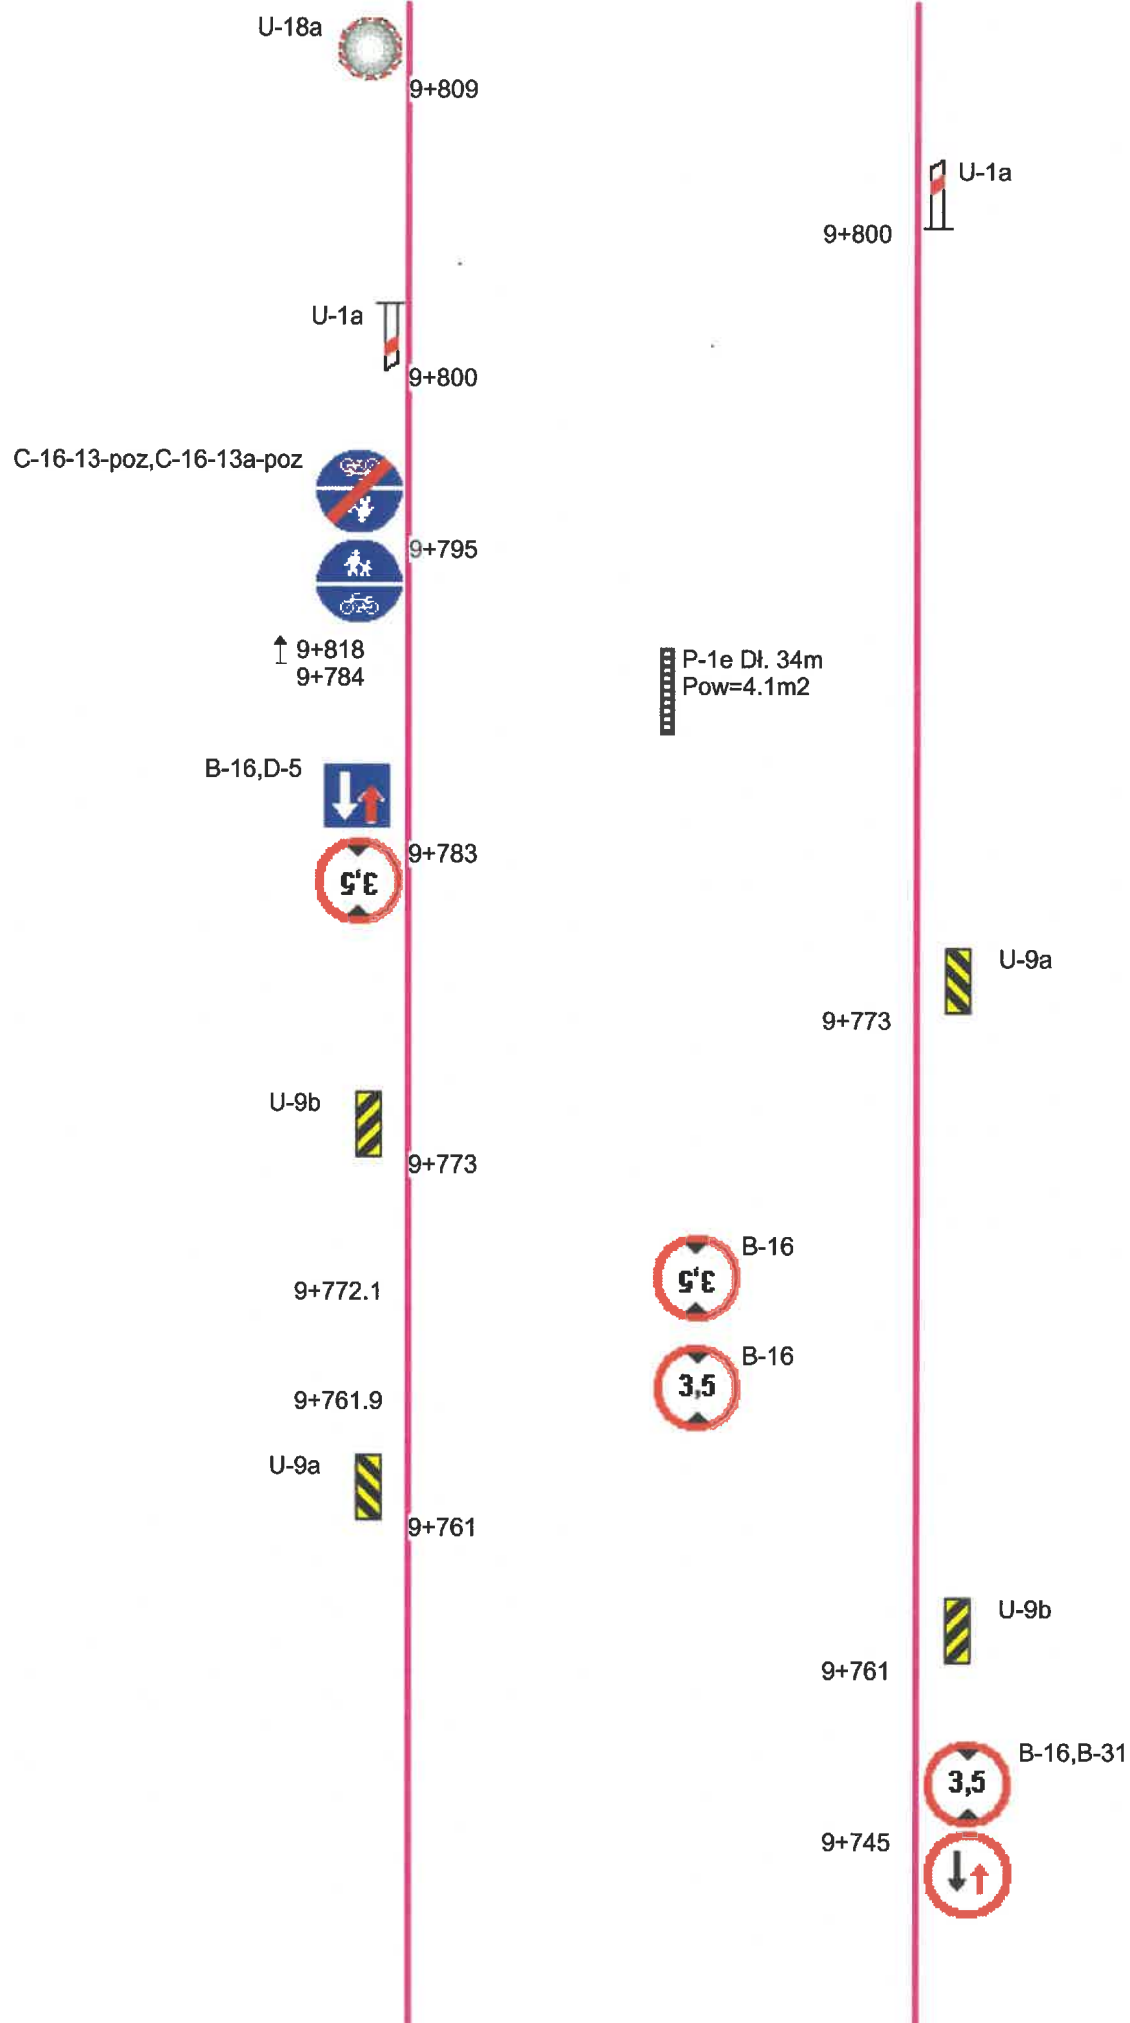 U-18a
9+809
U-1a
9+800
U-1a
9+800
C-16-13-poz,C-16-13a-poz
9+795
9+818
9+784
P-1e Dł. 34m
Pow=4.1m2
B-16,D-5
9+783
3,5
U-9a
9+773
U-9b
9+773
B-16
9+772.1
3,5
B-16
3,5
9+761.9
U-9a
9+761
U-9b
9+761
B-16,B-31
3,5
9+745